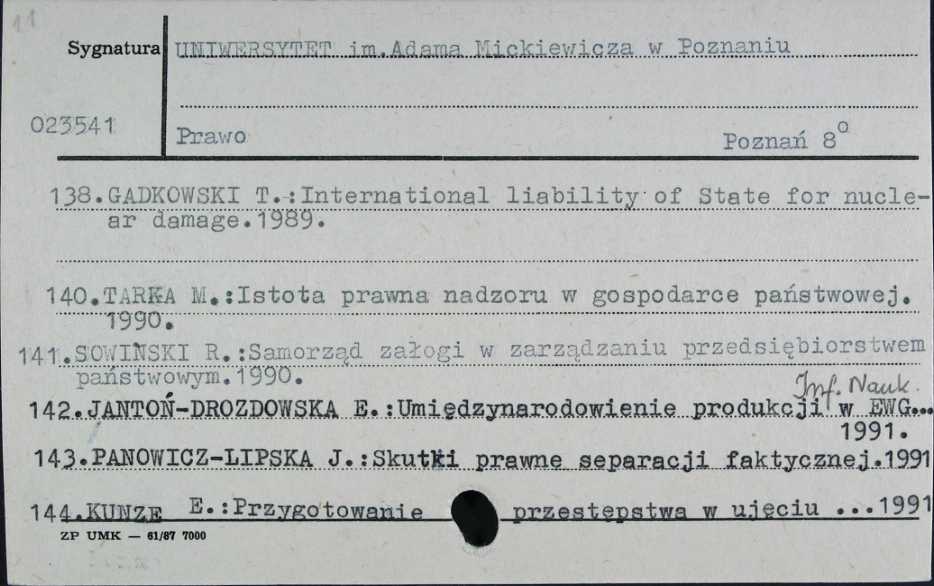 11
Sygnatura UNIWERSYTET im.Adama Mickiewicza w Poznaniu
023541 Prawo Poznań 8°
138.GADKOWSKI T.:International liability of State for nucle-
ar damage.1989.
140.TARKA M.:Istota prawna nadzoru w gospodarce państwowej.
1990.
141.SOWIŃSKI R.:Samorząd załogi w zarządzaniu przedsiębiorstwem
państwowym.1990.
Inf. Nauk.
142.JANTOŃ-DROZDOWSKA E.:Umiędzynarodowienie produkcji w EWG...
1991.
143.PANOWICZ-LIPSKA J.:Skutki prawne separacji faktycznej.1991
144.KUNZE E.:Przygotowanie przestępstwa w ujęciu ...1991
ZP UMK — 61/87 7000